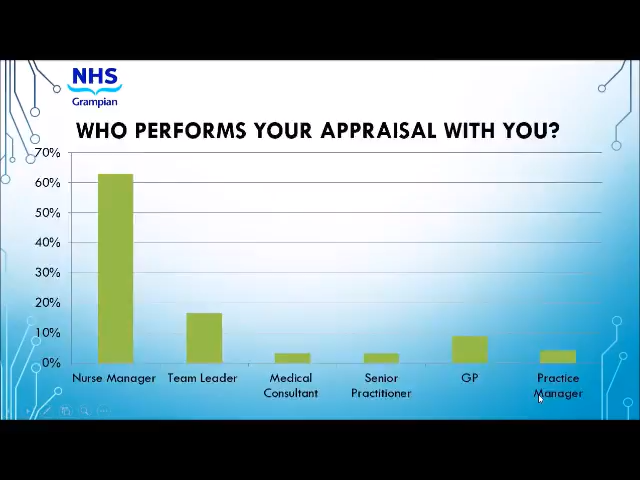 NHS
Grampian
WHO PERFORMS YOUR APPRAISAL WITH YOU?
70%
60%
50%
40%
30%
20%
10%
0%
Nurse Manager
Team Leader
Medical
Consultant
Senior
Practitioner
GP
Practice
Manager